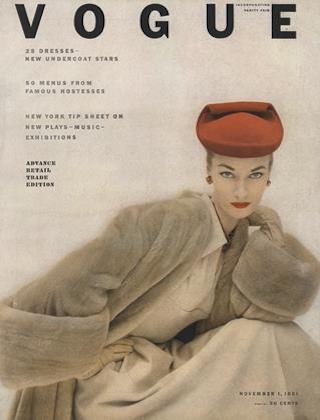 VOGUE
INCORPORATING
VANITY FAIR
28 DRESSES–
NEW UNDERCOAT STARS
50 MENUS FROM
FAMOUS HOSTESSES
NEW YORK TIP SHEET ON
NEW PLAYS–MUSIC–
EXHIBITIONS
ADVANCE
RETAIL
TRADE
EDITION
NOVEMBER 1, 1951
50 CENTS